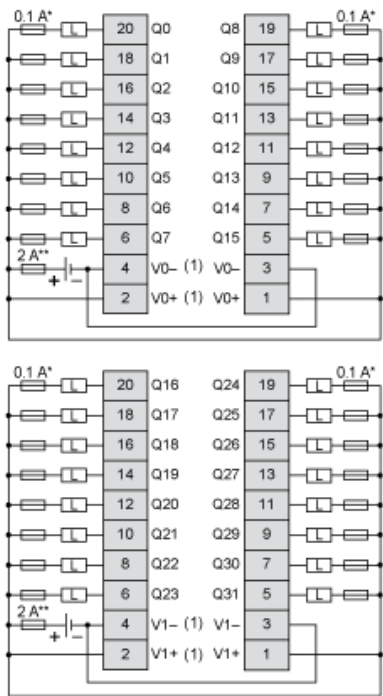 0.1 A* 0.1 A*
L 20 Q0 Q8 19 L
L 18 Q1 Q9 17 L
L 16 Q2 Q10 15 L
L 14 Q3 Q11 13 L
L 12 Q4 Q12 11 L
L 10 Q5 Q13 9 L
L 8 Q6 Q14 7 L
L 6 Q7 Q15 5 L
2 A** + − 4 V0− (1) V0− 3
2 V0+ (1) V0+ 1
0.1 A* 0.1 A*
L 20 Q16 Q24 19 L
L 18 Q17 Q25 17 L
L 16 Q18 Q26 15 L
L 14 Q19 Q27 13 L
L 12 Q20 Q28 11 L
L 10 Q21 Q29 9 L
L 8 Q22 Q30 7 L
L 6 Q23 Q31 5 L
2 A** + − 4 V1− (1) V1− 3
2 V1+ (1) V1+ 1